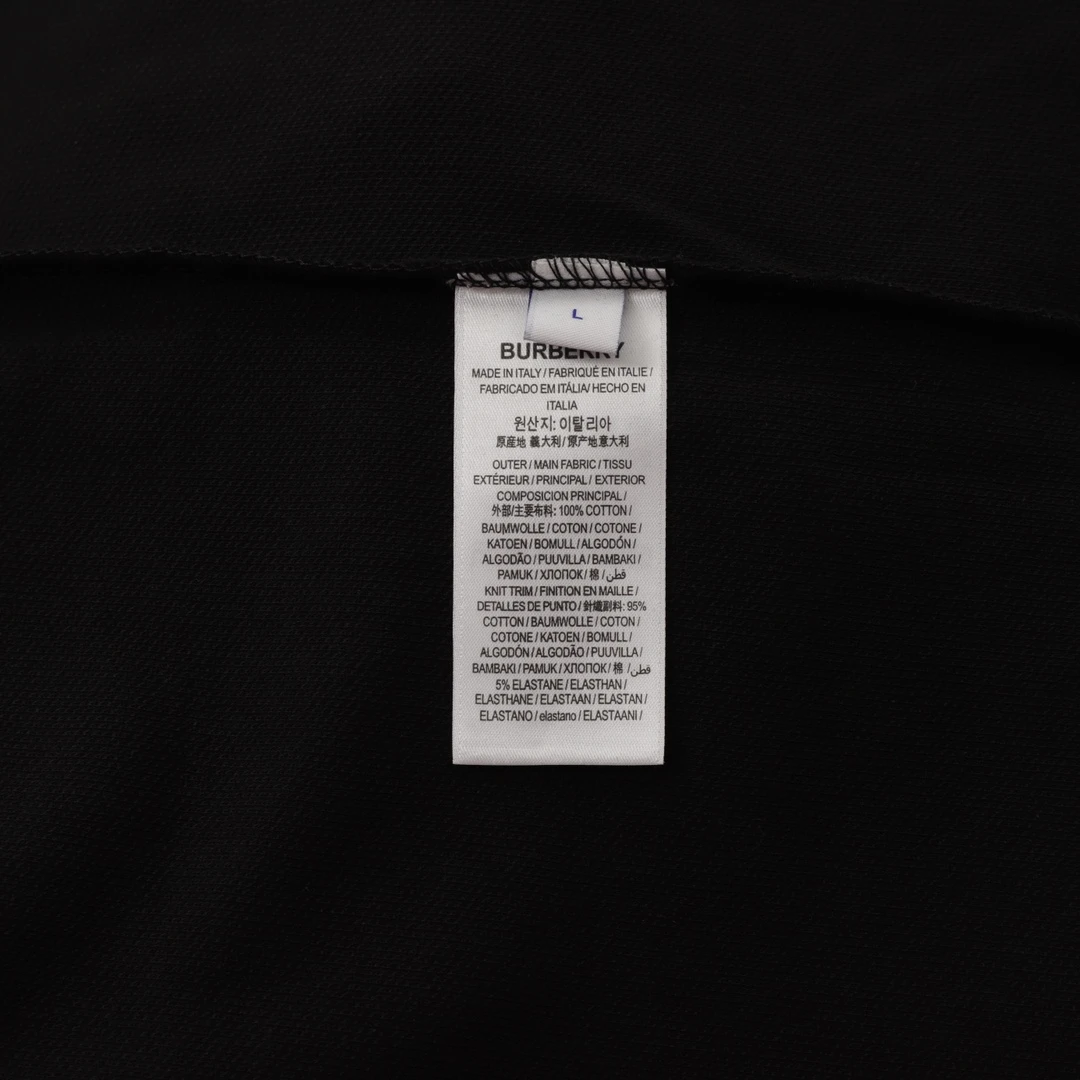 L
BURBERRY
MADE IN ITALY / FABRIQUÉ EN ITALIE /
FABRICADO EM ITÁLIA/ HECHO EN
ITALIA
원산지: 이탈리아
原産地 義大利 / 原产地意大利
OUTER / MAIN FABRIC / TISSU
EXTÉRIEUR / PRINCIPAL / EXTERIOR
COMPOSICION PRINCIPAL /
外部/主要布料: 100% COTTON /
BAUMWOLLE / COTON / COTONE /
KATOEN / BOMULL / ALGODÓN /
ALGODÃO / PUUVILLA / BAMBAKI /
PAMUK / ХЛОПОК / 棉 / قطن
KNIT TRIM / FINITION EN MAILLE /
DETALLES DE PUNTO / 針織副料: 95%
COTTON / BAUMWOLLE / COTON /
COTONE / KATOEN / BOMULL /
ALGODÓN / ALGODÃO / PUUVILLA /
BAMBAKI / PAMUK / ХЛОПОК / 棉 / قطن
5% ELASTANE / ELASTHAN /
ELASTHANE / ELASTAAN / ELASTAN /
ELASTANO / elastano / ELASTAANI /